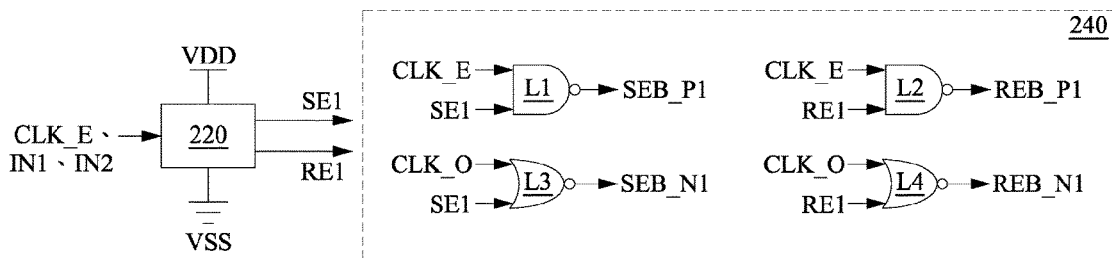 240
VDD
SE1
CLK_E、
IN1、IN2
220
RE1
VSS
CLK_E
SE1
L1
SEB_P1
CLK_E
RE1
L2
REB_P1
CLK_O
SE1
L3
SEB_N1
CLK_O
RE1
L4
REB_N1